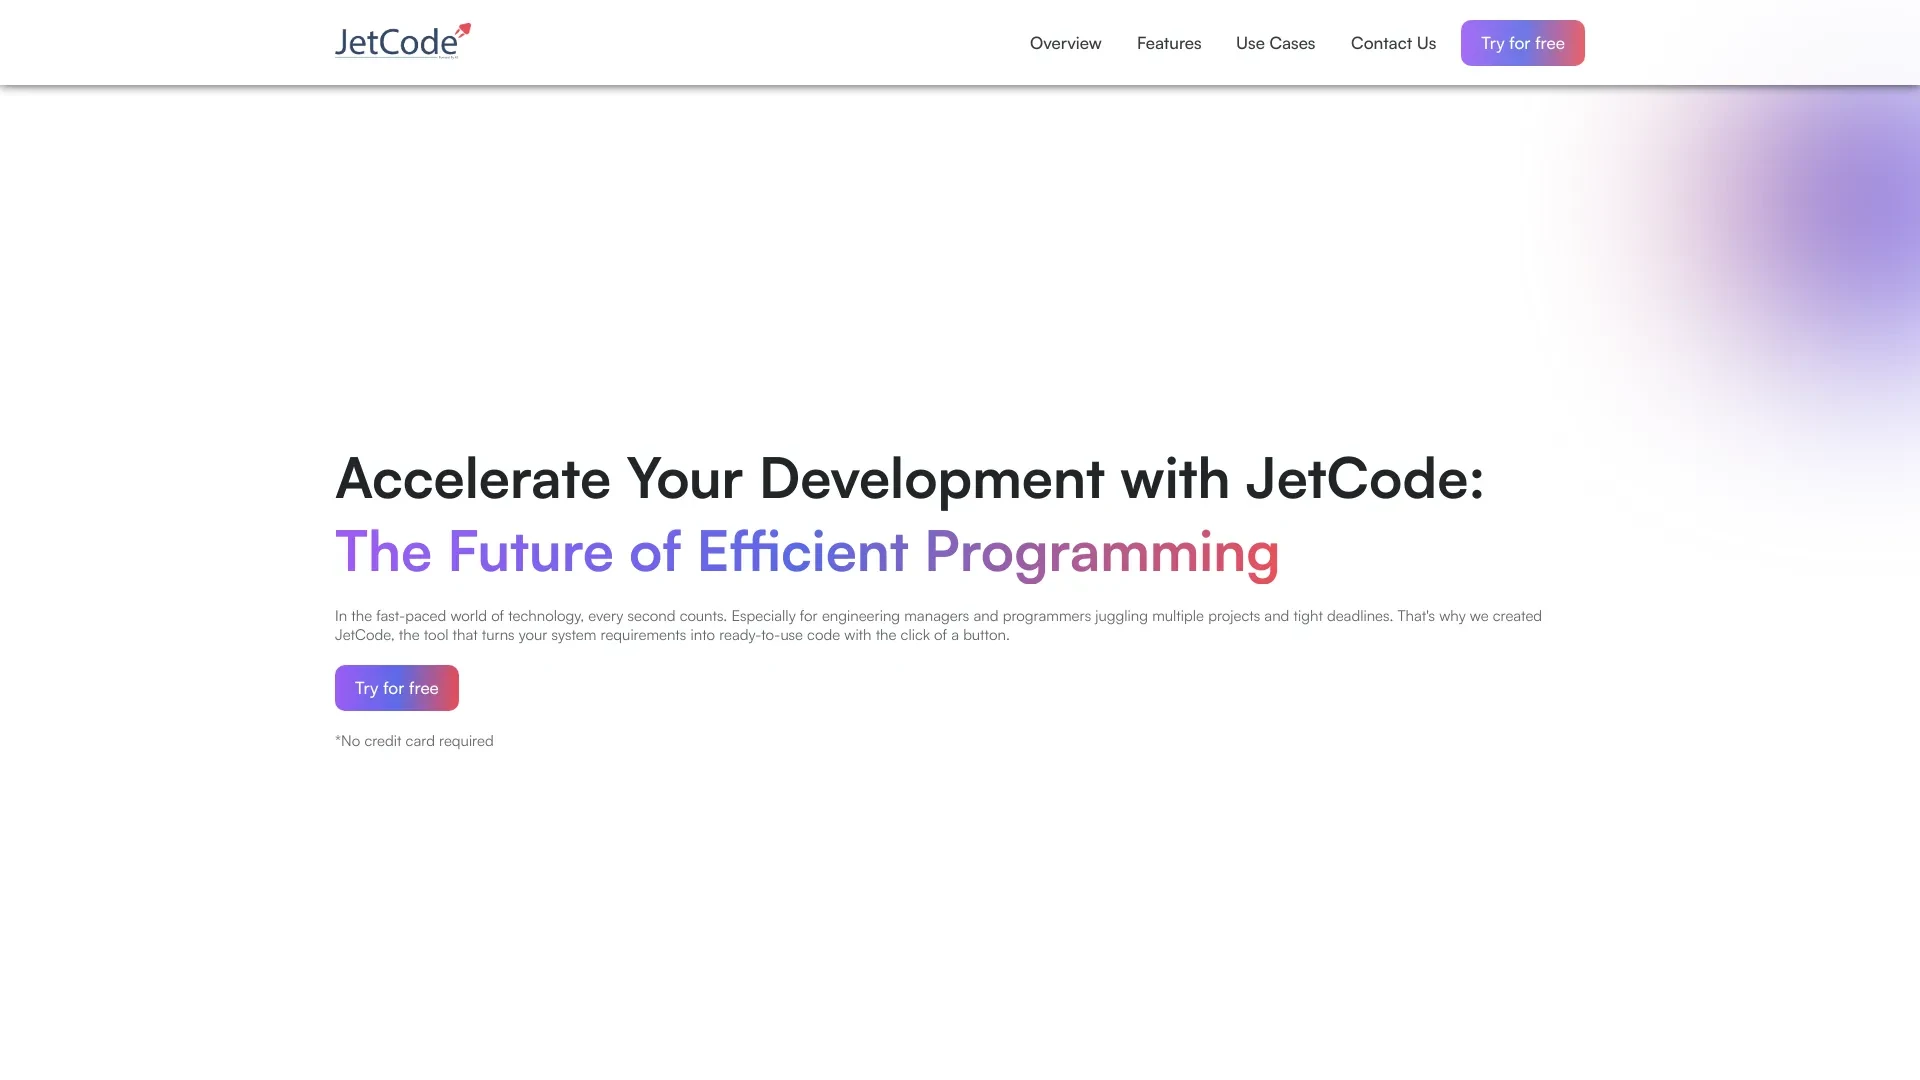 JetCode
Overview
Features
Use Cases
Contact Us
Try for free
Accelerate Your Development with JetCode:
The Future of Efficient Programming
In the fast-paced world of technology, every second counts. Especially for engineering managers and programmers juggling multiple projects and tight deadlines. That's why we created
JetCode, the tool that turns your system requirements into ready-to-use code with the click of a button.
Try for free
*No credit card required